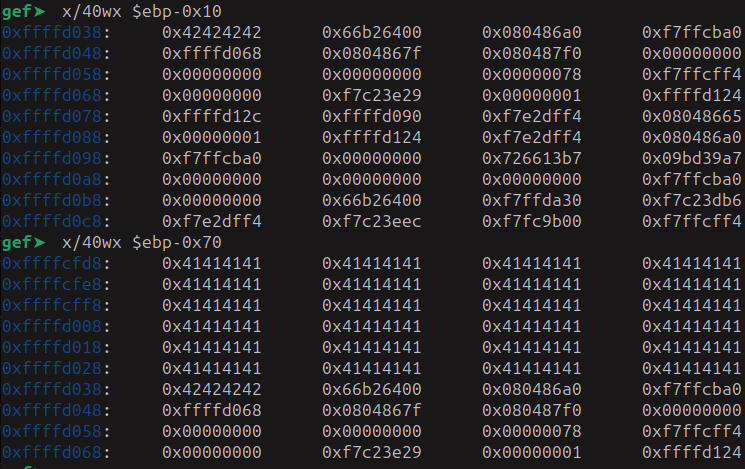 gef➤  x/40wx $ebp-0x10
0xffffd038:	0x42424242	0x66b26400	0x080486a0	0xf7ffcba0
0xffffd048:	0xffffd068	0x0804867f	0x080487f0	0x00000000
0xffffd058:	0x00000000	0x00000000	0x00000078	0xf7ffcff4
0xffffd068:	0x00000000	0xf7c23e29	0x00000001	0xffffd124
0xffffd078:	0xffffd12c	0xffffd090	0xf7e2dff4	0x08048665
0xffffd088:	0x00000001	0xffffd124	0xf7e2dff4	0x080486a0
0xffffd098:	0xf7ffcba0	0x00000000	0x726613b7	0x09bd39a7
0xffffd0a8:	0x00000000	0x00000000	0x00000000	0xf7ffcba0
0xffffd0b8:	0x00000000	0x66b26400	0xf7ffda30	0xf7c23db6
0xffffd0c8:	0xf7e2dff4	0xf7c23eec	0xf7fc9b00	0xf7ffcff4
gef➤  x/40wx $ebp-0x70
0xffffcfd8:	0x41414141	0x41414141	0x41414141	0x41414141
0xffffcfe8:	0x41414141	0x41414141	0x41414141	0x41414141
0xffffcff8:	0x41414141	0x41414141	0x41414141	0x41414141
0xffffd008:	0x41414141	0x41414141	0x41414141	0x41414141
0xffffd018:	0x41414141	0x41414141	0x41414141	0x41414141
0xffffd028:	0x41414141	0x41414141	0x41414141	0x41414141
0xffffd038:	0x42424242	0x66b26400	0x080486a0	0xf7ffcba0
0xffffd048:	0xffffd068	0x0804867f	0x080487f0	0x00000000
0xffffd058:	0x00000000	0x00000000	0x00000078	0xf7ffcff4
0xffffd068:	0x00000000	0xf7c23e29	0x00000001	0xffffd124